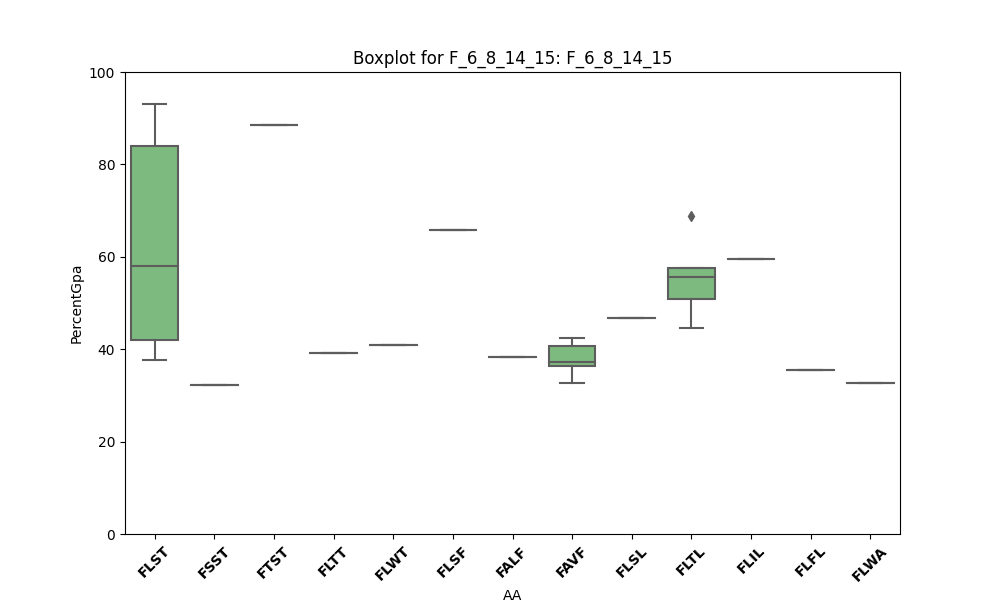 Boxplot for F_6_8_14_15: F_6_8_14_15
100
80
60
40
20
0
PercentGpa
FLST
FSST
FTST
FLTT
FLWT
FLSF
FALF
FAVF
FLSL
FLTL
FLIL
FLFL
FLWA
AA